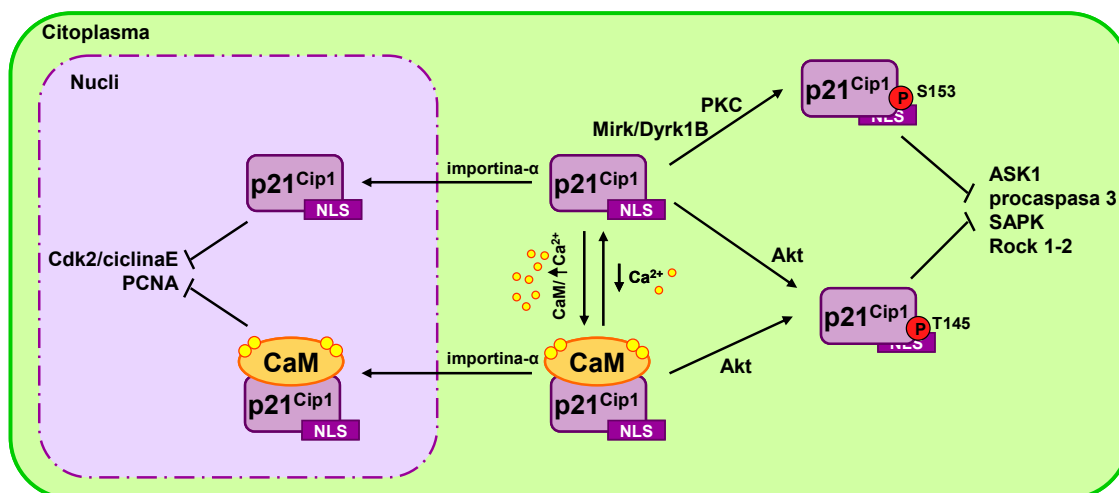 Citoplasma
Nucli
p21Cip1
NLS
Cdk2/ciclinaE
PCNA
CaM
p21Cip1
NLS
importina-α
importina-α
p21Cip1
NLS
CaM/↑Ca2+
↓ Ca2+
CaM
p21Cip1
NLS
PKC
Mirk/Dyrk1B
Akt
Akt
p21Cip1
P
S153
NLS
p21Cip1
P
T145
NLS
ASK1
procaspasa 3
SAPK
Rock 1-2